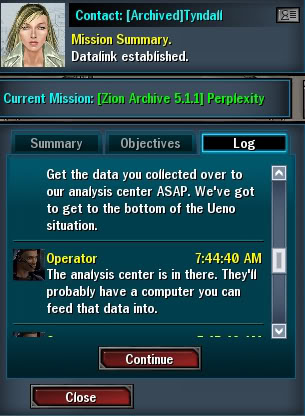 Contact: [Archived]Tyndall
Mission Summary.
Datalink established.
Current Mission: [Zion Archive 5.1.1] Perplexity
Summary
Objectives
Log
Get the data you collected over to
our analysis center ASAP. We've got
to get to the bottom of the Ueno
situation.
Operator 7:44:40 AM
The analysis center is in there. They'll
probably have a computer you can
feed that data into.
Continue
Close